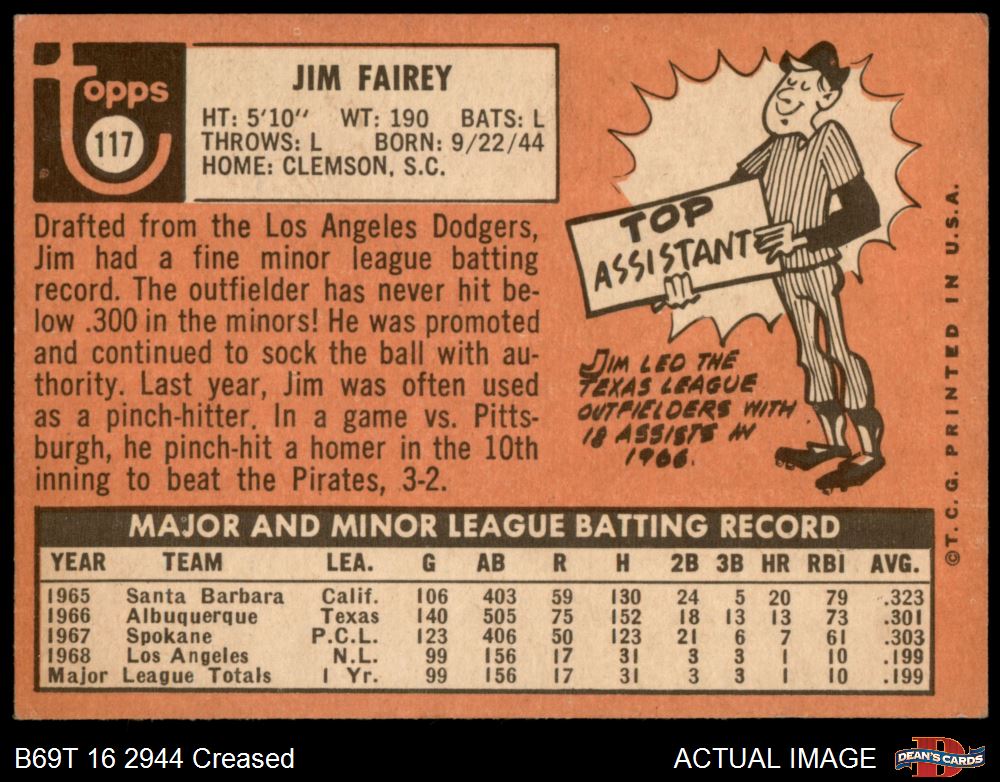 Topps
117
JIM FAIREY
HT: 5'10" WT: 190 BATS: L
THROWS: L BORN: 9/22/44
HOME: CLEMSON, S.C.
Drafted from the Los Angeles Dodgers,
Jim had a fine minor league batting
record. The outfielder has never hit be-
low .300 in the minors! He was promoted
and continued to sock the ball with au-
thority. Last year, Jim was often used
as a pinch-hitter. In a game vs. Pitts-
burgh, he pinch-hit a homer in the 10th
inning to beat the Pirates, 3-2.
TOP
ASSISTANT
JIM LED THE
TEXAS LEAGUE
OUTFIELDERS WITH
18 ASSISTS IN
1966.
©T. C. G. PRINTED IN U.S.A.
MAJOR AND MINOR LEAGUE BATTING RECORD
YEAR TEAM LEA. G AB R H 2B 3B HR RBI AVG.
1965 Santa Barbara Calif. 106 403 59 130 24 5 20 79 .323
1966 Albuquerque Texas 140 505 75 152 18 13 13 73 .301
1967 Spokane P.C.L. 123 406 50 123 21 6 7 61 .303
1968 Los Angeles N.L. 99 156 17 31 3 3 1 10 .199
Major League Totals 1 Yr. 99 156 17 31 3 3 1 10 .199
B69T 16 2944 Creased
ACTUAL IMAGE
D
DEAN'S CARDS